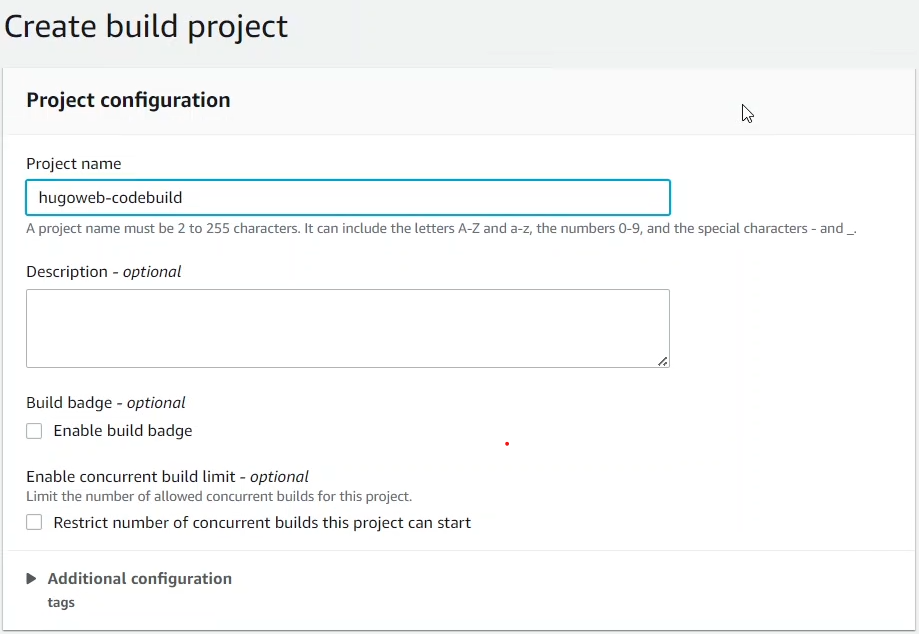 Create build project
Project configuration
Project name
hugoweb-codebuild
A project name must be 2 to 255 characters. It can include the letters A-Z and a-z, the numbers 0-9, and the special characters - and _.
Description - optional
Build badge - optional
Enable build badge
Enable concurrent build limit - optional
Limit the number of allowed concurrent builds for this project.
Restrict number of concurrent builds this project can start
Additional configuration
tags